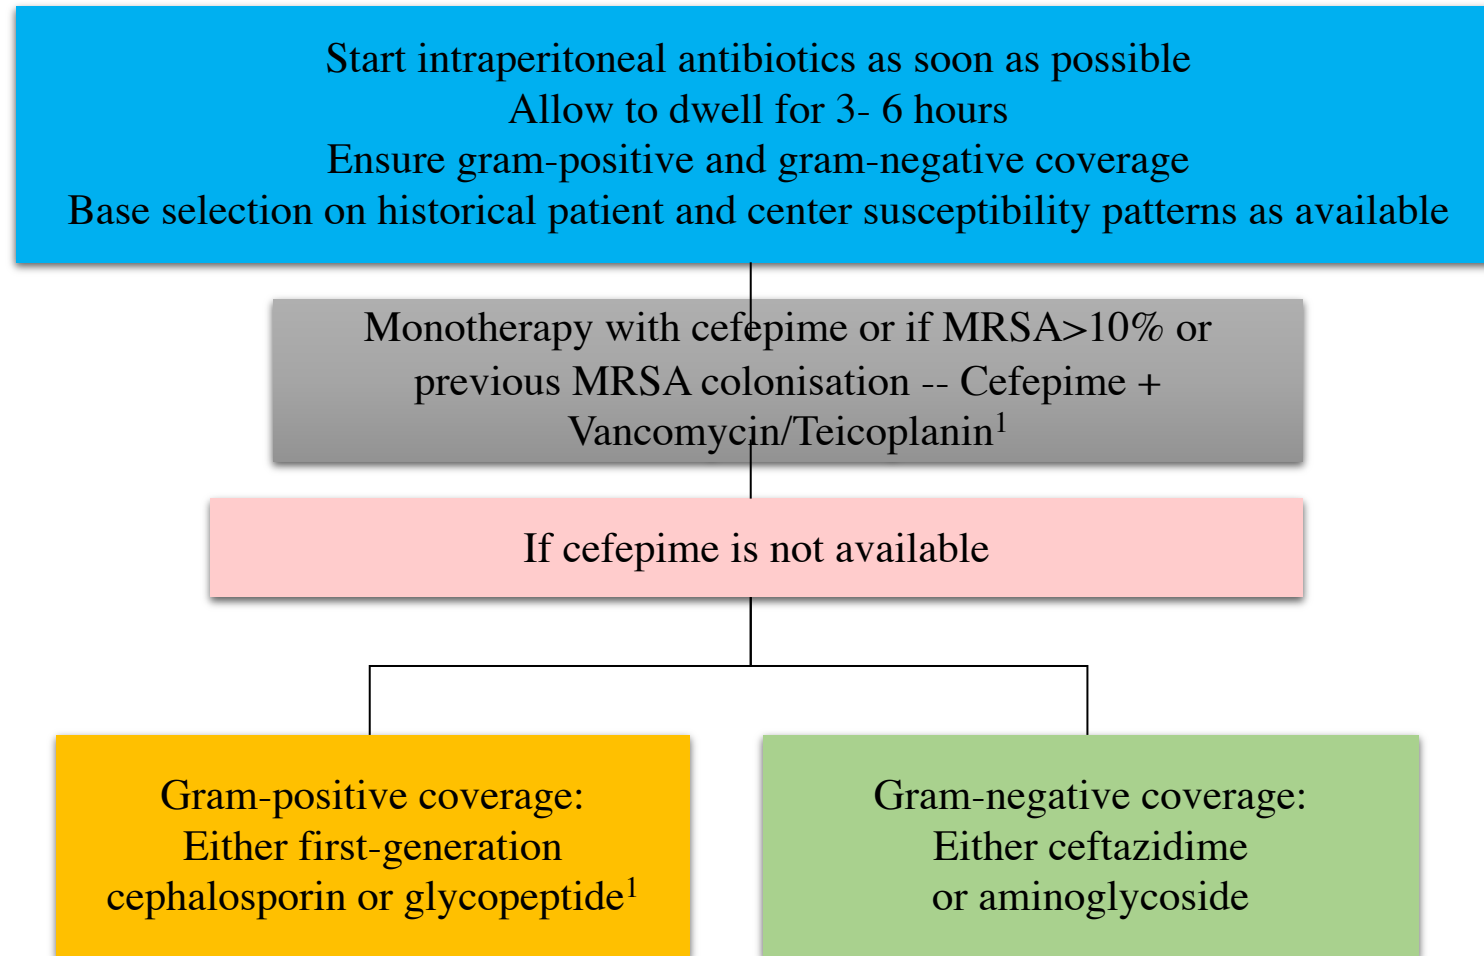 Start intraperitoneal antibiotics as soon as possible
Allow to dwell for 3- 6 hours
Ensure gram-positive and gram-negative coverage
Base selection on historical patient and center susceptibility patterns as available
Monotherapy with cefepime or if MRSA>10% or
previous MRSA colonisation -- Cefepime +
Vancomycin/Teicoplanin¹
If cefepime is not available
Gram-positive coverage:
Either first-generation
cephalosporin or glycopeptide¹
Gram-negative coverage:
Either ceftazidime
or aminoglycoside